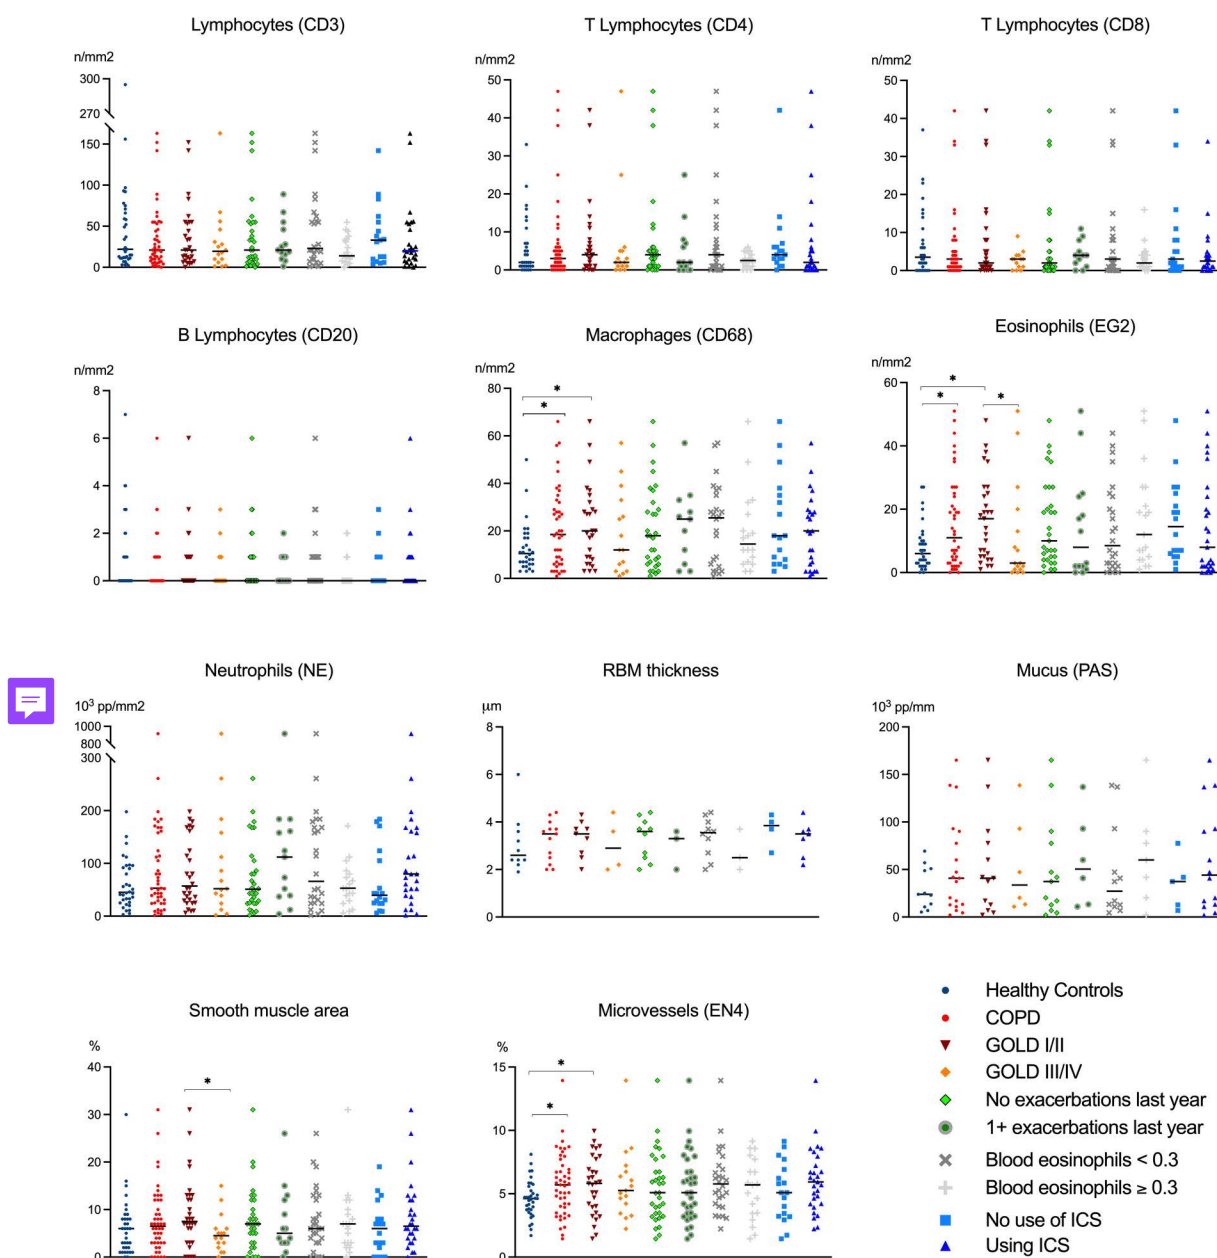 Lymphocytes (CD3)
T Lymphocytes (CD4)
T Lymphocytes (CD8)
n/mm2
n/mm2
n/mm2
300
270
150
100
50
0
50
40
30
20
10
0
50
40
30
20
10
0
B Lymphocytes (CD20)
Macrophages (CD68)
Eosinophils (EG2)
n/mm2
n/mm2
n/mm2
8
6
4
2
0
80
60
40
20
0
*
*
60
40
20
0
*
*
*
Neutrophils (NE)
RBM thickness
Mucus (PAS)
10³ pp/mm2
µm
10³ pp/mm
1000
800
300
200
100
0
8
6
4
2
0
200
150
100
50
0
Smooth muscle area
Microvessels (EN4)
%
%
40
30
20
10
0
*
15
10
5
0
*
*
Healthy Controls
COPD
GOLD I/II
GOLD III/IV
No exacerbations last year
1+ exacerbations last year
Blood eosinophils < 0.3
Blood eosinophils ≥ 0.3
No use of ICS
Using ICS